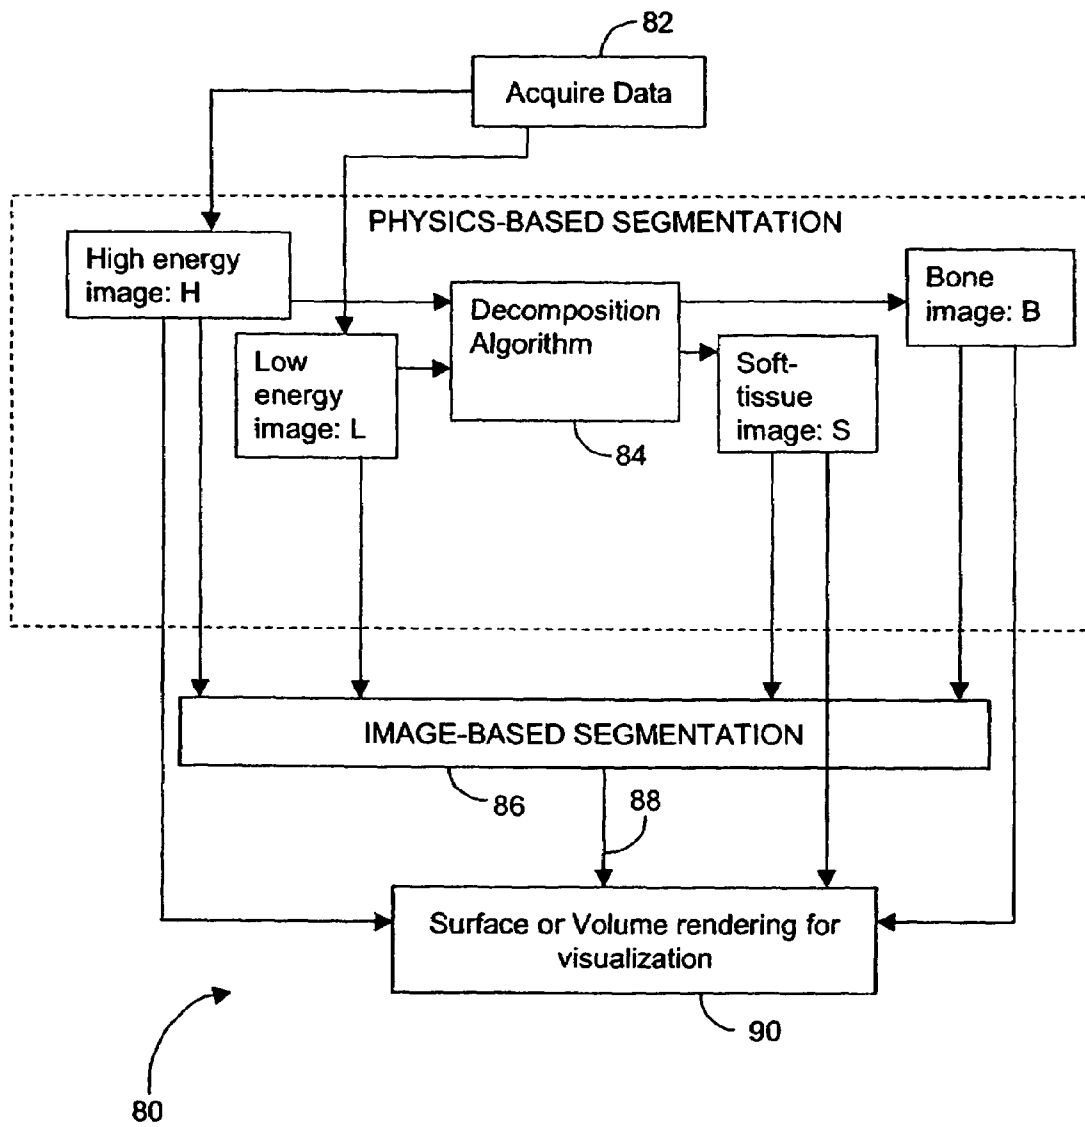 82
Acquire Data
PHYSICS-BASED SEGMENTATION
High energy
image: H
Low
energy
image: L
Decomposition
Algorithm
84
Soft-
tissue
image: S
Bone
image: B
IMAGE-BASED SEGMENTATION
86
88
Surface or Volume rendering for
visualization
90
80